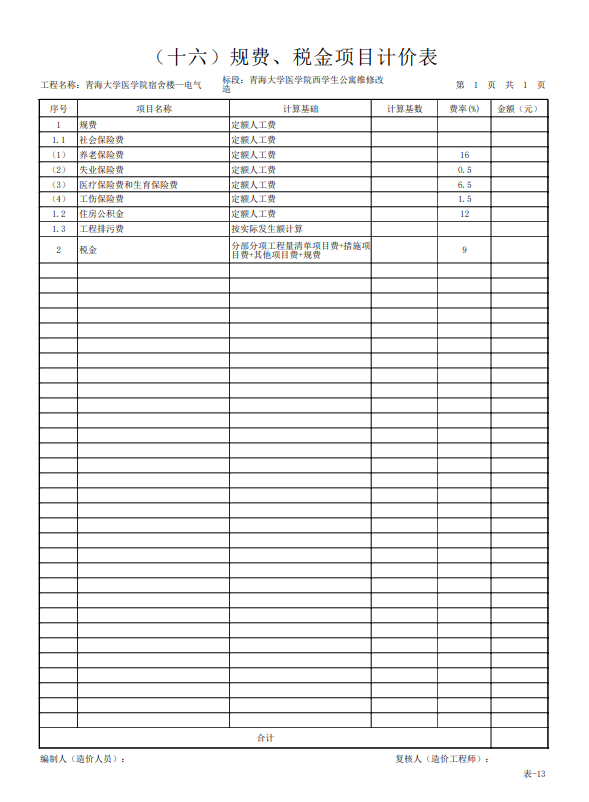 （十六）规费、税金项目计价表
工程名称：青海大学医学院宿舍楼—电气 标段：青海大学医学院西学生公寓维修改造 第 1 页 共 1 页
序号 项目名称 计算基础 计算基数 费率(%) 金额（元）
1 规费 定额人工费
1.1 社会保险费 定额人工费
（1） 养老保险费 定额人工费 16
（2） 失业保险费 定额人工费 0.5
（3） 医疗保险费和生育保险费 定额人工费 6.5
（4） 工伤保险费 定额人工费 1.5
1.2 住房公积金 定额人工费 12
1.3 工程排污费 按实际发生额计算
2 税金 分部分项工程量清单项目费+措施项目费+其他项目费+规费 9
合计
编制人（造价人员）： 复核人（造价工程师）：
表-13